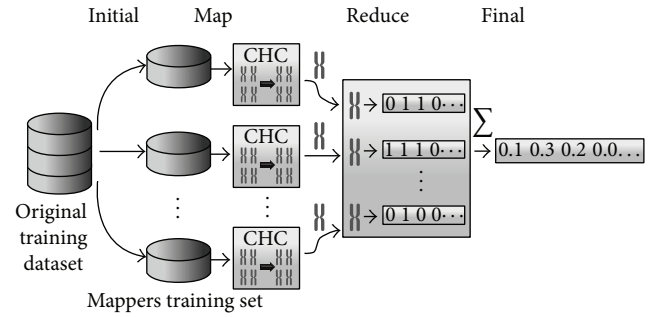 Initial Map Reduce Final
CHC
0 1 1 0···
Σ
CHC
1 1 1 0···
0.1 0.3 0.2 0.0...
Original
training
dataset
CHC
0 1 0 0···
Mappers training set